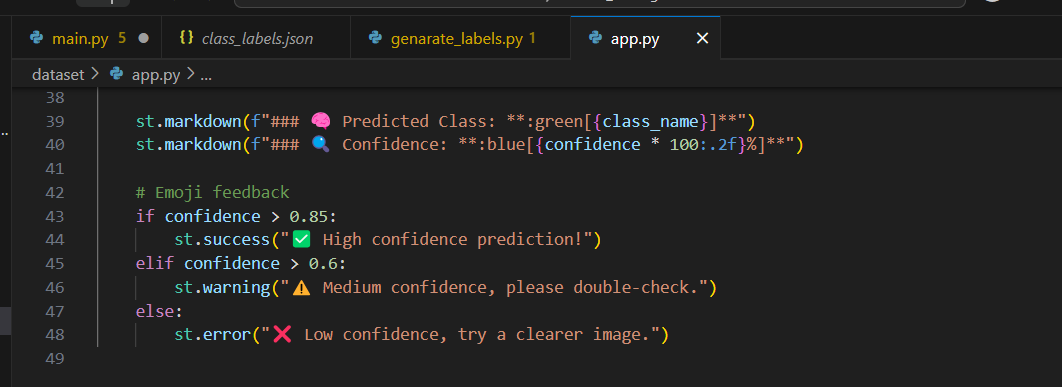 main.py 5
class_labels.json
genarate_labels.py 1
app.py
dataset > app.py > ...
38
39 st.markdown(f"### 🧠 Predicted Class: **:green[{class_name}]**")
40 st.markdown(f"### 🔍 Confidence: **:blue[{confidence * 100:.2f}%]**")
41
42 # Emoji feedback
43 if confidence > 0.85:
44 st.success("✅ High confidence prediction!")
45 elif confidence > 0.6:
46 st.warning("⚠️ Medium confidence, please double-check.")
47 else:
48 st.error("❌ Low confidence, try a clearer image.")
49